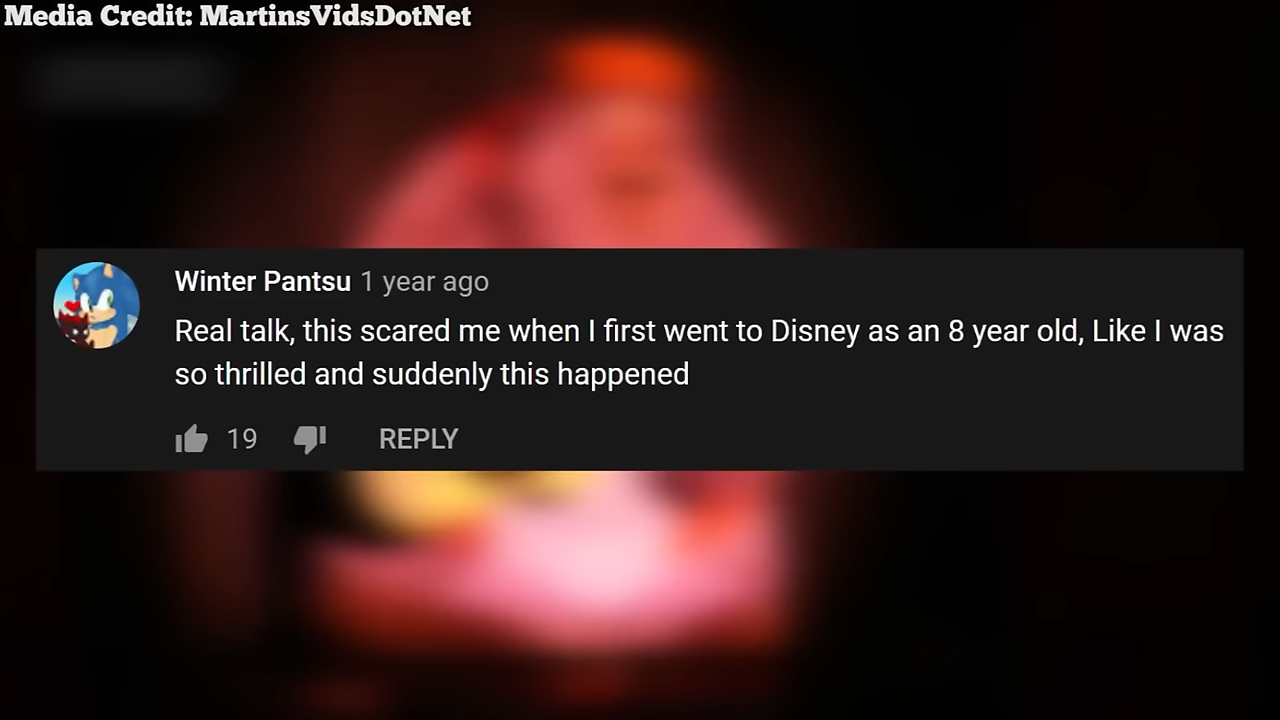 Media Credit: MartinsVidsDotNet
Winter Pantsu 1 year ago
Real talk, this scared me when I first went to Disney as an 8 year old, Like I was
so thrilled and suddenly this happened
19 REPLY